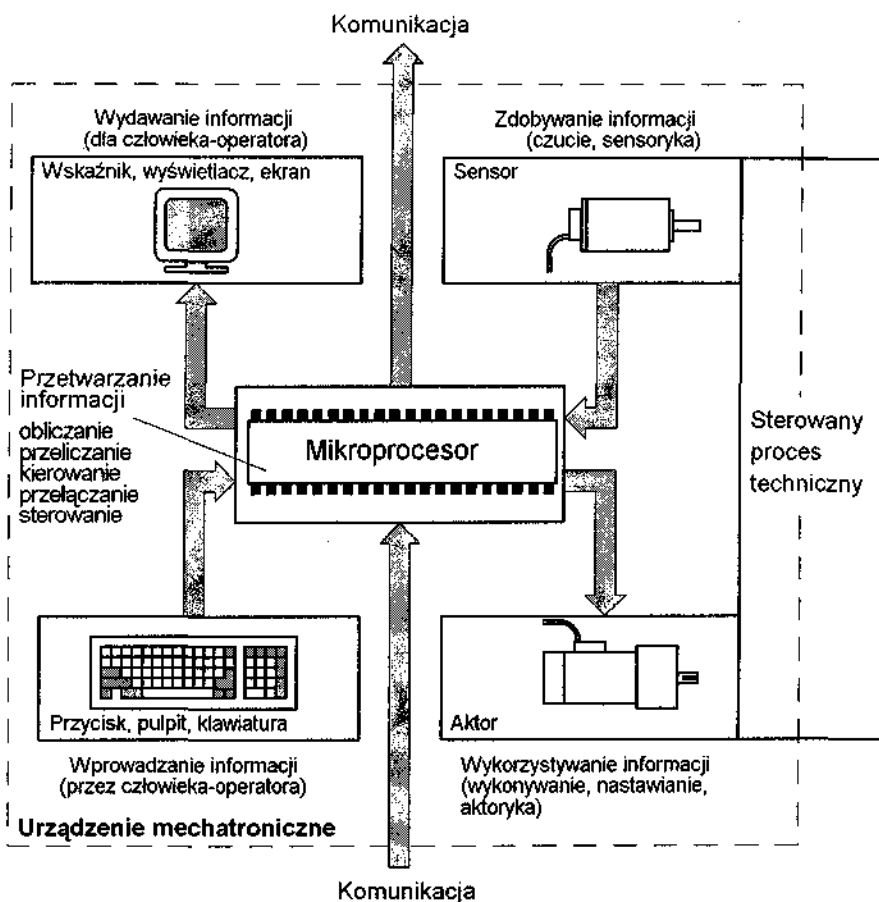 Komunikacja
Wydawanie informacji
(dla człowieka-operatora)
Wskaźnik, wyświetlacz, ekran
Zdobywanie informacji
(czucie, sensoryka)
Sensor
Przetwarzanie
informacji
obliczanie
przeliczanie
kierowanie
przełączanie
sterowanie
Mikroprocesor
Sterowany
proces
techniczny
Przycisk, pulpit, klawiatura
Wprowadzanie informacji
(przez człowieka-operatora)
Aktor
Wykorzystywanie informacji
(wykonywanie, nastawianie,
aktoryka)
Urządzenie mechatroniczne
Komunikacja